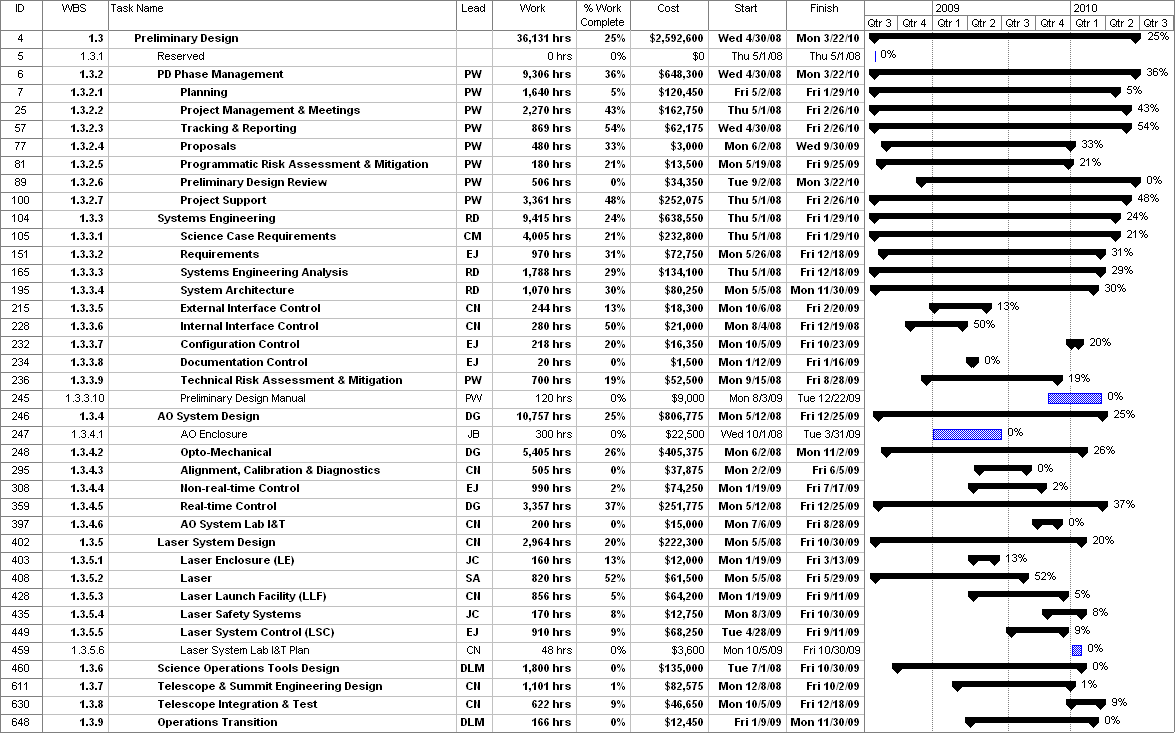 ID WBS Task Name Lead Work % Work Complete Cost Start Finish 2009 2010
Qtr 3 Qtr 4 Qtr 1 Qtr 2 Qtr 3 Qtr 4 Qtr 1 Qtr 2 Qtr 3
4 1.3 Preliminary Design 36,131 hrs 25% $2,592,600 Wed 4/30/08 Mon 3/22/10 25%
5 1.3.1 Reserved 0 hrs 0% $0 Thu 5/1/08 Thu 5/1/08 0%
6 1.3.2 PD Phase Management PW 9,306 hrs 36% $648,300 Wed 4/30/08 Mon 3/22/10 36%
7 1.3.2.1 Planning PW 1,640 hrs 5% $120,450 Fri 5/2/08 Fri 1/29/10 5%
25 1.3.2.2 Project Management & Meetings PW 2,270 hrs 43% $162,750 Thu 5/1/08 Fri 2/26/10 43%
57 1.3.2.3 Tracking & Reporting PW 869 hrs 54% $62,175 Wed 4/30/08 Fri 2/26/10 54%
77 1.3.2.4 Proposals PW 480 hrs 33% $3,000 Mon 6/2/08 Wed 9/30/09 33%
81 1.3.2.5 Programmatic Risk Assessment & Mitigation PW 180 hrs 21% $13,500 Mon 5/19/08 Fri 9/25/09 21%
89 1.3.2.6 Preliminary Design Review PW 506 hrs 0% $34,350 Tue 9/2/08 Mon 3/22/10 0%
100 1.3.2.7 Project Support PW 3,361 hrs 48% $252,075 Thu 5/1/08 Fri 2/26/10 48%
104 1.3.3 Systems Engineering RD 9,415 hrs 24% $638,550 Thu 5/1/08 Fri 1/29/10 24%
105 1.3.3.1 Science Case Requirements CM 4,005 hrs 21% $232,800 Thu 5/1/08 Fri 1/29/10 21%
151 1.3.3.2 Requirements EJ 970 hrs 31% $72,750 Mon 5/26/08 Fri 12/18/09 31%
165 1.3.3.3 Systems Engineering Analysis RD 1,788 hrs 29% $134,100 Thu 5/1/08 Fri 12/18/09 29%
195 1.3.3.4 System Architecture RD 1,070 hrs 30% $80,250 Mon 5/5/08 Mon 11/30/09 30%
215 1.3.3.5 External Interface Control CN 244 hrs 13% $18,300 Mon 10/6/08 Fri 2/20/09 13%
228 1.3.3.6 Internal Interface Control CN 280 hrs 50% $21,000 Mon 8/4/08 Fri 12/19/08 50%
232 1.3.3.7 Configuration Control EJ 218 hrs 20% $16,350 Mon 10/5/09 Fri 10/23/09 20%
234 1.3.3.8 Documentation Control EJ 20 hrs 0% $1,500 Mon 1/12/09 Fri 1/16/09 0%
236 1.3.3.9 Technical Risk Assessment & Mitigation PW 700 hrs 19% $52,500 Mon 9/15/08 Fri 8/28/09 19%
245 1.3.3.10 Preliminary Design Manual PW 120 hrs 0% $9,000 Mon 8/3/09 Tue 12/22/09 0%
246 1.3.4 AO System Design DG 10,757 hrs 25% $806,775 Mon 5/12/08 Fri 12/25/09 25%
247 1.3.4.1 AO Enclosure JB 300 hrs 0% $22,500 Wed 10/1/08 Tue 3/31/09 0%
248 1.3.4.2 Opto-Mechanical DG 5,405 hrs 26% $405,375 Mon 6/2/08 Mon 11/2/09 26%
295 1.3.4.3 Alignment, Calibration & Diagnostics CN 505 hrs 0% $37,875 Mon 2/2/09 Fri 6/5/09 0%
308 1.3.4.4 Non-real-time Control EJ 990 hrs 2% $74,250 Mon 1/19/09 Fri 7/17/09 2%
359 1.3.4.5 Real-time Control DG 3,357 hrs 37% $251,775 Mon 5/12/08 Fri 12/25/09 37%
397 1.3.4.6 AO System Lab I&T CN 200 hrs 0% $15,000 Mon 7/6/09 Fri 8/28/09 0%
402 1.3.5 Laser System Design CN 2,964 hrs 20% $222,300 Mon 5/5/08 Fri 10/30/09 20%
403 1.3.5.1 Laser Enclosure (LE) JC 160 hrs 13% $12,000 Mon 1/19/09 Fri 3/13/09 13%
408 1.3.5.2 Laser SA 820 hrs 52% $61,500 Mon 5/5/08 Fri 5/29/09 52%
428 1.3.5.3 Laser Launch Facility (LLF) CN 856 hrs 5% $64,200 Mon 1/19/09 Fri 9/11/09 5%
435 1.3.5.4 Laser Safety Systems JC 170 hrs 8% $12,750 Mon 8/3/09 Fri 10/30/09 8%
449 1.3.5.5 Laser System Control (LSC) EJ 910 hrs 9% $68,250 Tue 4/28/09 Fri 9/11/09 9%
459 1.3.5.6 Laser System Lab I&T Plan CN 48 hrs 0% $3,600 Mon 10/5/09 Fri 10/30/09 0%
460 1.3.6 Science Operations Tools Design DLM 1,800 hrs 0% $135,000 Tue 7/1/08 Fri 10/30/09 0%
611 1.3.7 Telescope & Summit Engineering Design CN 1,101 hrs 1% $82,575 Mon 12/8/08 Fri 10/2/09 1%
630 1.3.8 Telescope Integration & Test CN 622 hrs 9% $46,650 Mon 10/5/09 Fri 12/18/09 9%
648 1.3.9 Operations Transition DLM 166 hrs 0% $12,450 Fri 1/9/09 Mon 11/30/09 0%